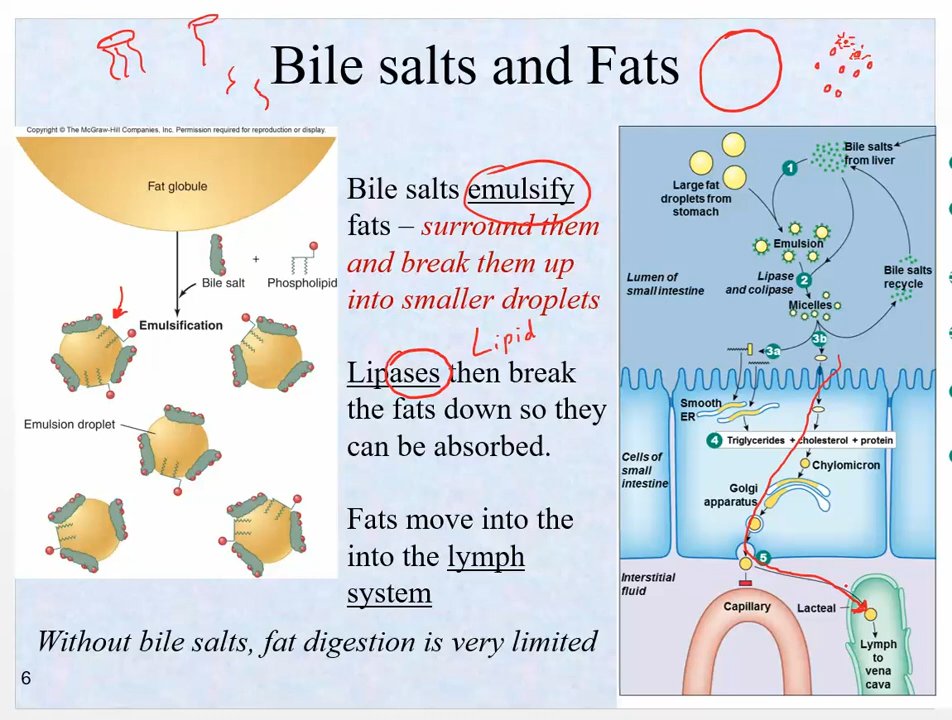 Bile salts and Fats
Copyright © The McGraw-Hill Companies, Inc. Permission required for reproduction or display.
Fat globule
Bile salt
+
Phospholipid
Emulsification
Emulsion droplet
Bile salts emulsify
fats – surround them
and break them up
into smaller droplets
Lipid
Lipases then break
the fats down so they
can be absorbed.
Fats move into the
into the lymph
system
Without bile salts, fat digestion is very limited
6
Bile salts
from liver
1
Large fat
droplets from
stomach
Emulsion
Lipase
and colipase
2
Lumen of
small intestine
Bile salts
recycle
Micelles
3b
3a
Smooth
ER
4 Triglycerides + cholesterol + protein
Cells of
small
intestine
Chylomicron
Golgi
apparatus
5
Interstitial
fluid
Capillary
Lacteal
Lymph
to
vena
cava